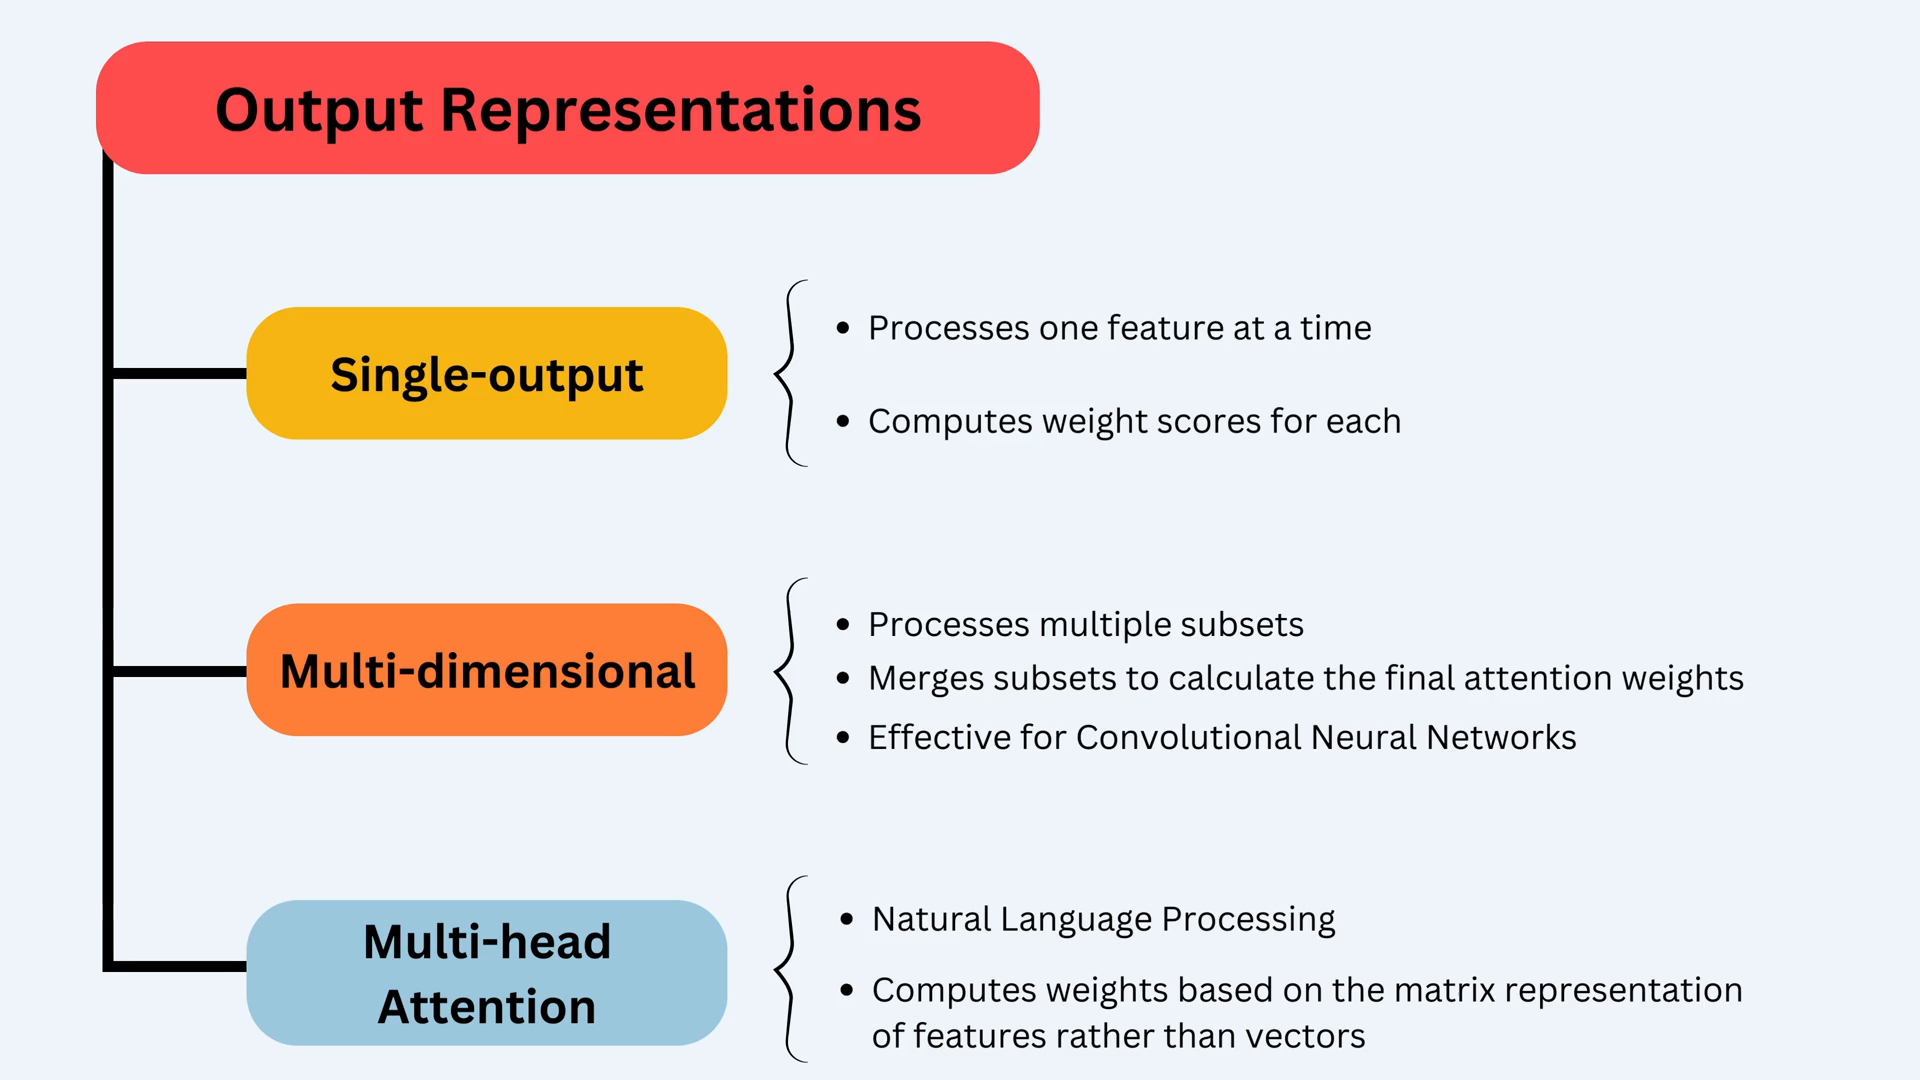 Output Representations
Single-output
• Processes one feature at a time
• Computes weight scores for each
Multi-dimensional
• Processes multiple subsets
• Merges subsets to calculate the final attention weights
• Effective for Convolutional Neural Networks
Multi-head
Attention
• Natural Language Processing
• Computes weights based on the matrix representation
of features rather than vectors